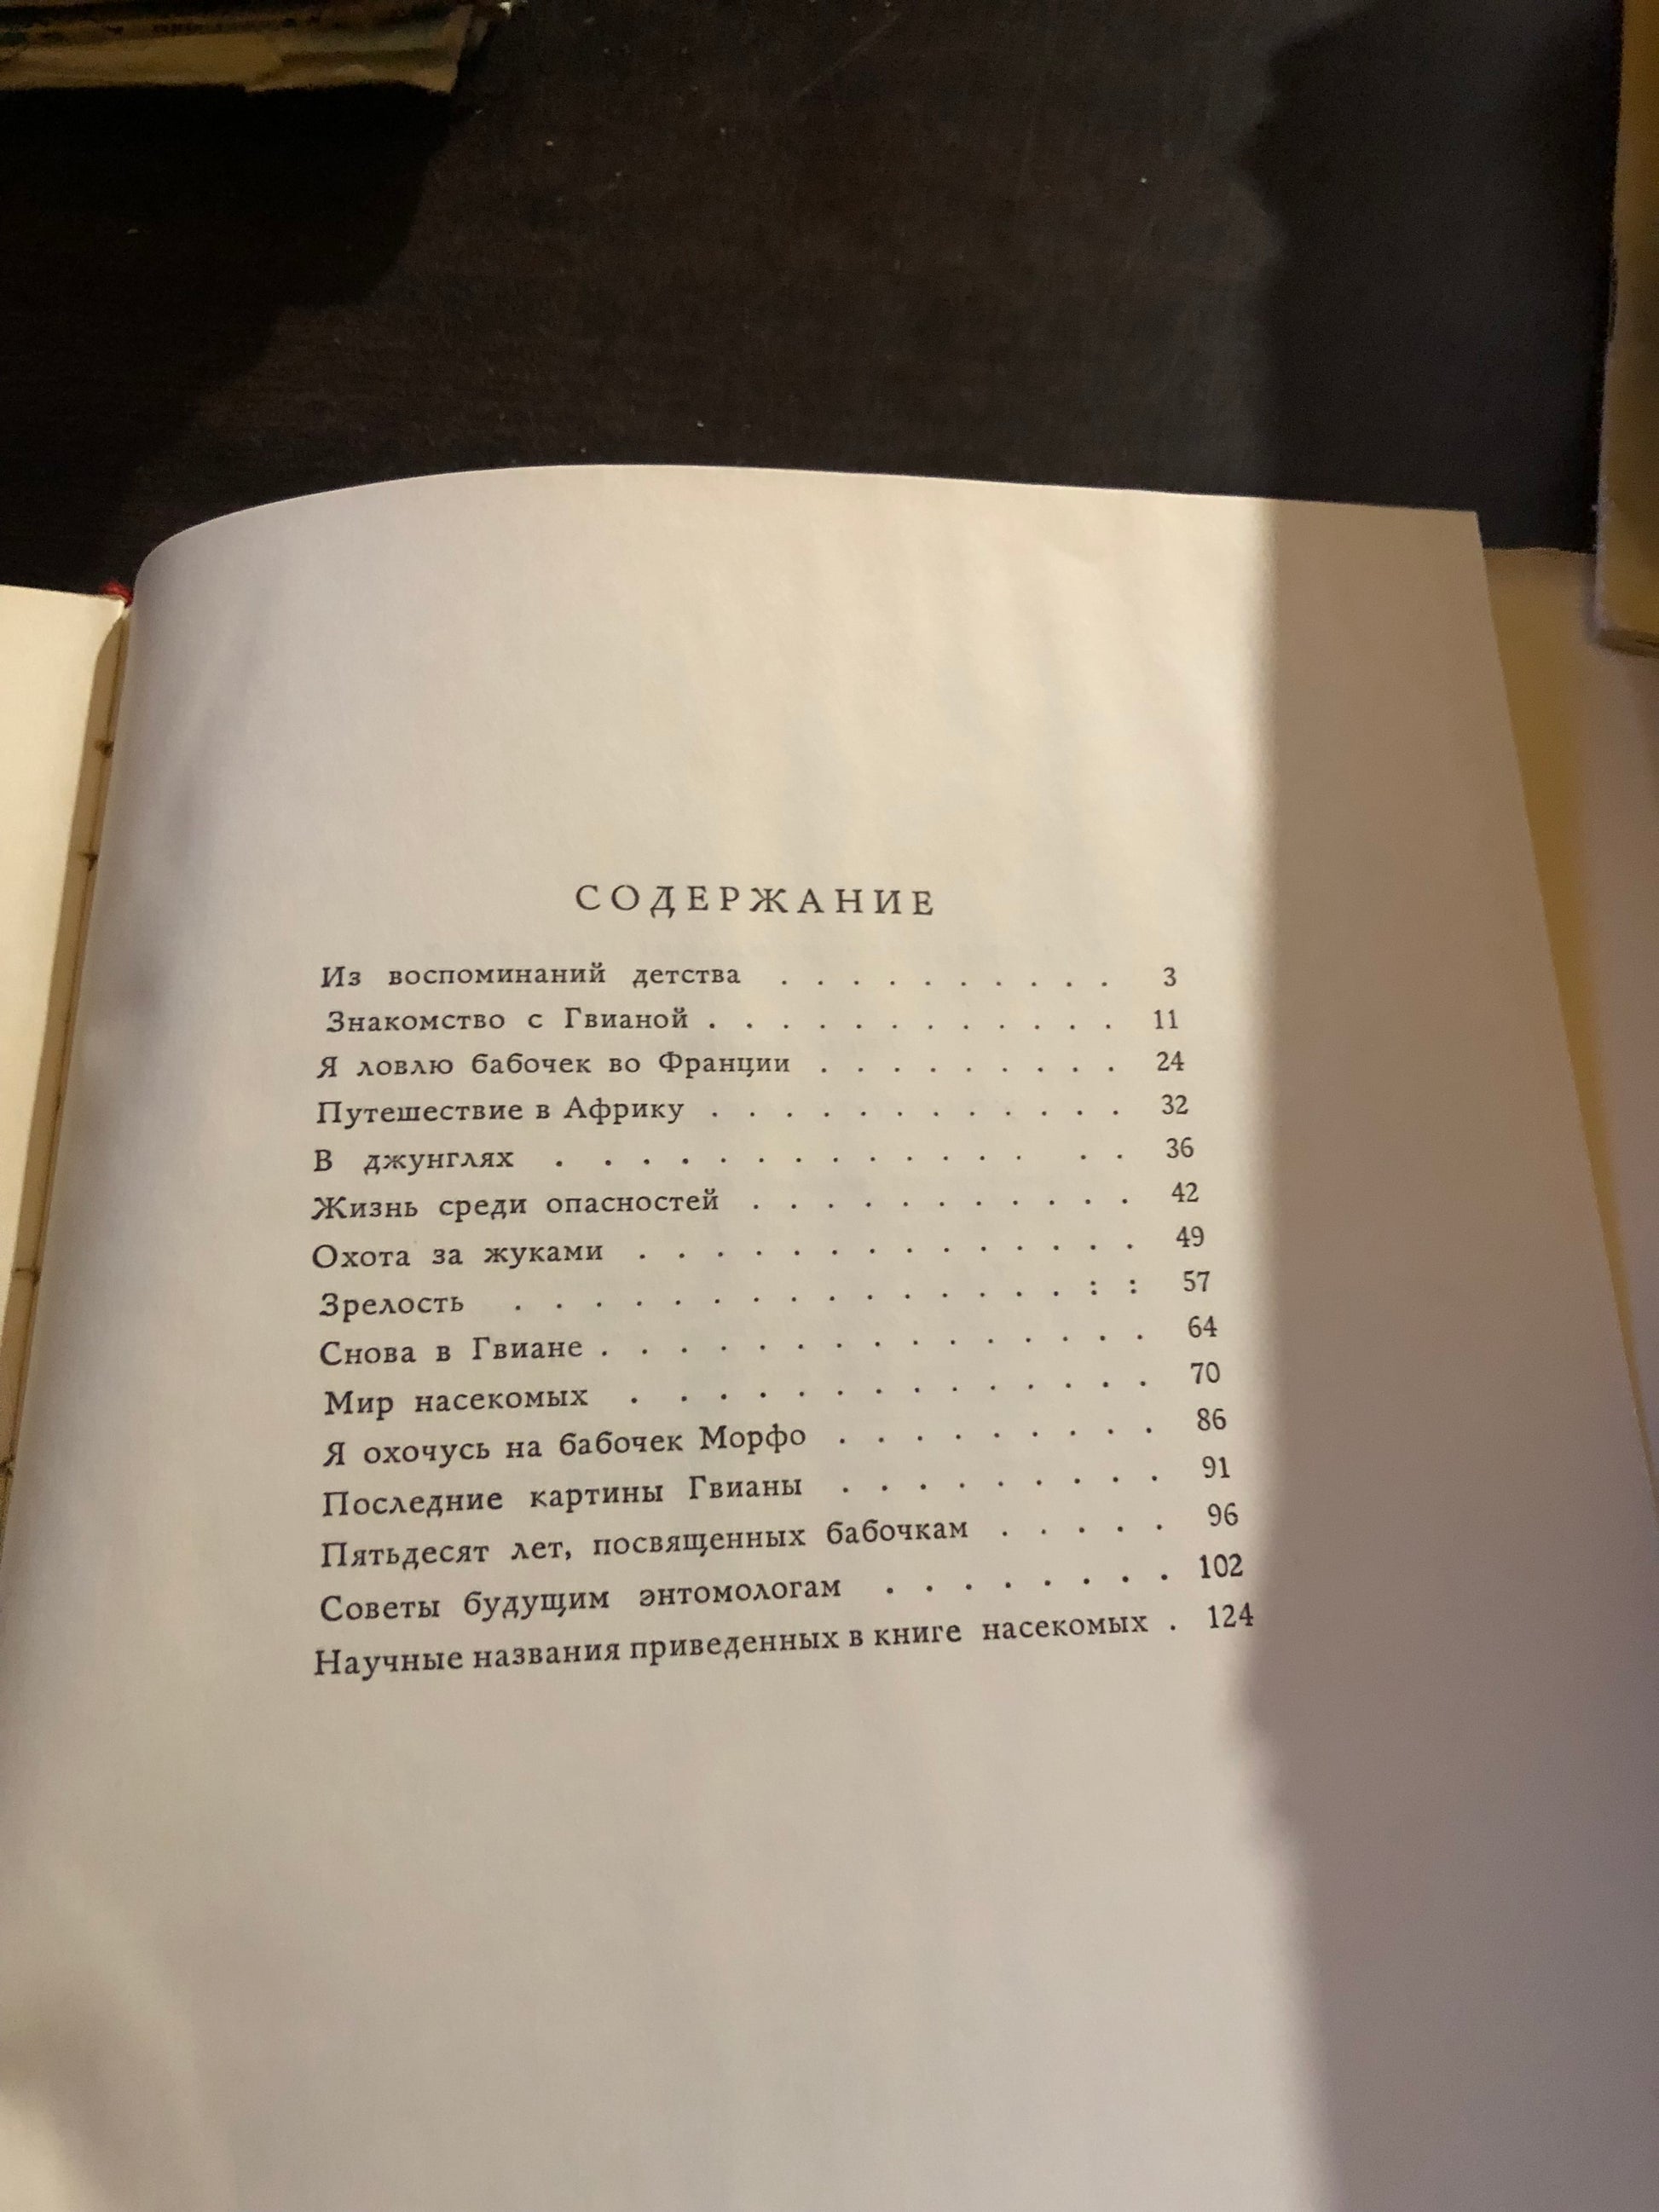 СОДЕРЖАНИЕ
Из воспоминаний детства . . . . . . . . . 3
Знакомство с Гвианой . . . . . . . . . . . 11
Я ловлю бабочек во Франции . . . . . . . . 24
Путешествие в Африку . . . . . . . . . . . 32
В джунглях . . . . . . . . . . . . . . . 36
Жизнь среди опасностей . . . . . . . . . . 42
Охота за жуками . . . . . . . . . . . . . 49
Зрелость . . . . . . . . . . . . . . . : : 57
Снова в Гвиане . . . . . . . . . . . . . . 64
Мир насекомых . . . . . . . . . . . . . . 70
Я охочусь на бабочек Морфо . . . . . . . . . 86
Последние картины Гвианы . . . . . . . . . 91
Пятьдесят лет, посвященных бабочкам . . . . . 96
Советы будущим энтомологам . . . . . . . . 102
Научные названия приведенных в книге насекомых . 124